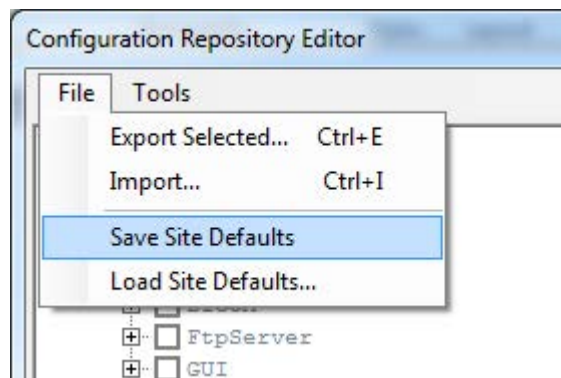 Configuration Repository Editor
File Tools
Export Selected... Ctrl+E
Import... Ctrl+I
Save Site Defaults
Load Site Defaults...
FtpServer
GUI